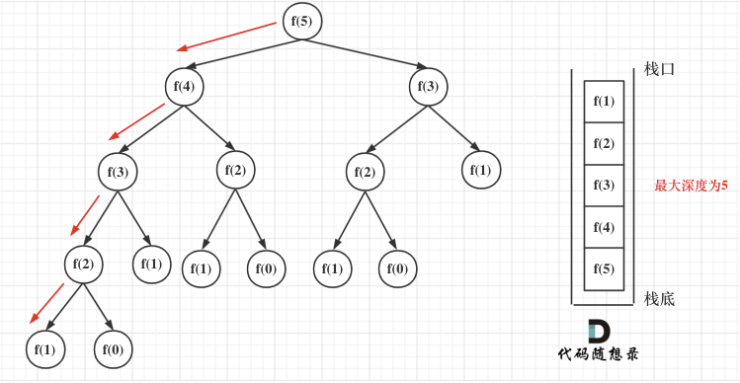 f(5)
f(4)
f(3)
f(3)
f(2)
f(2)
f(1)
f(2)
f(1)
f(1)
f(0)
f(1)
f(0)
f(1)
f(0)
栈口
f(1)
f(2)
f(3)
f(4)
f(5)
最大深度为5
栈底
代码随想录